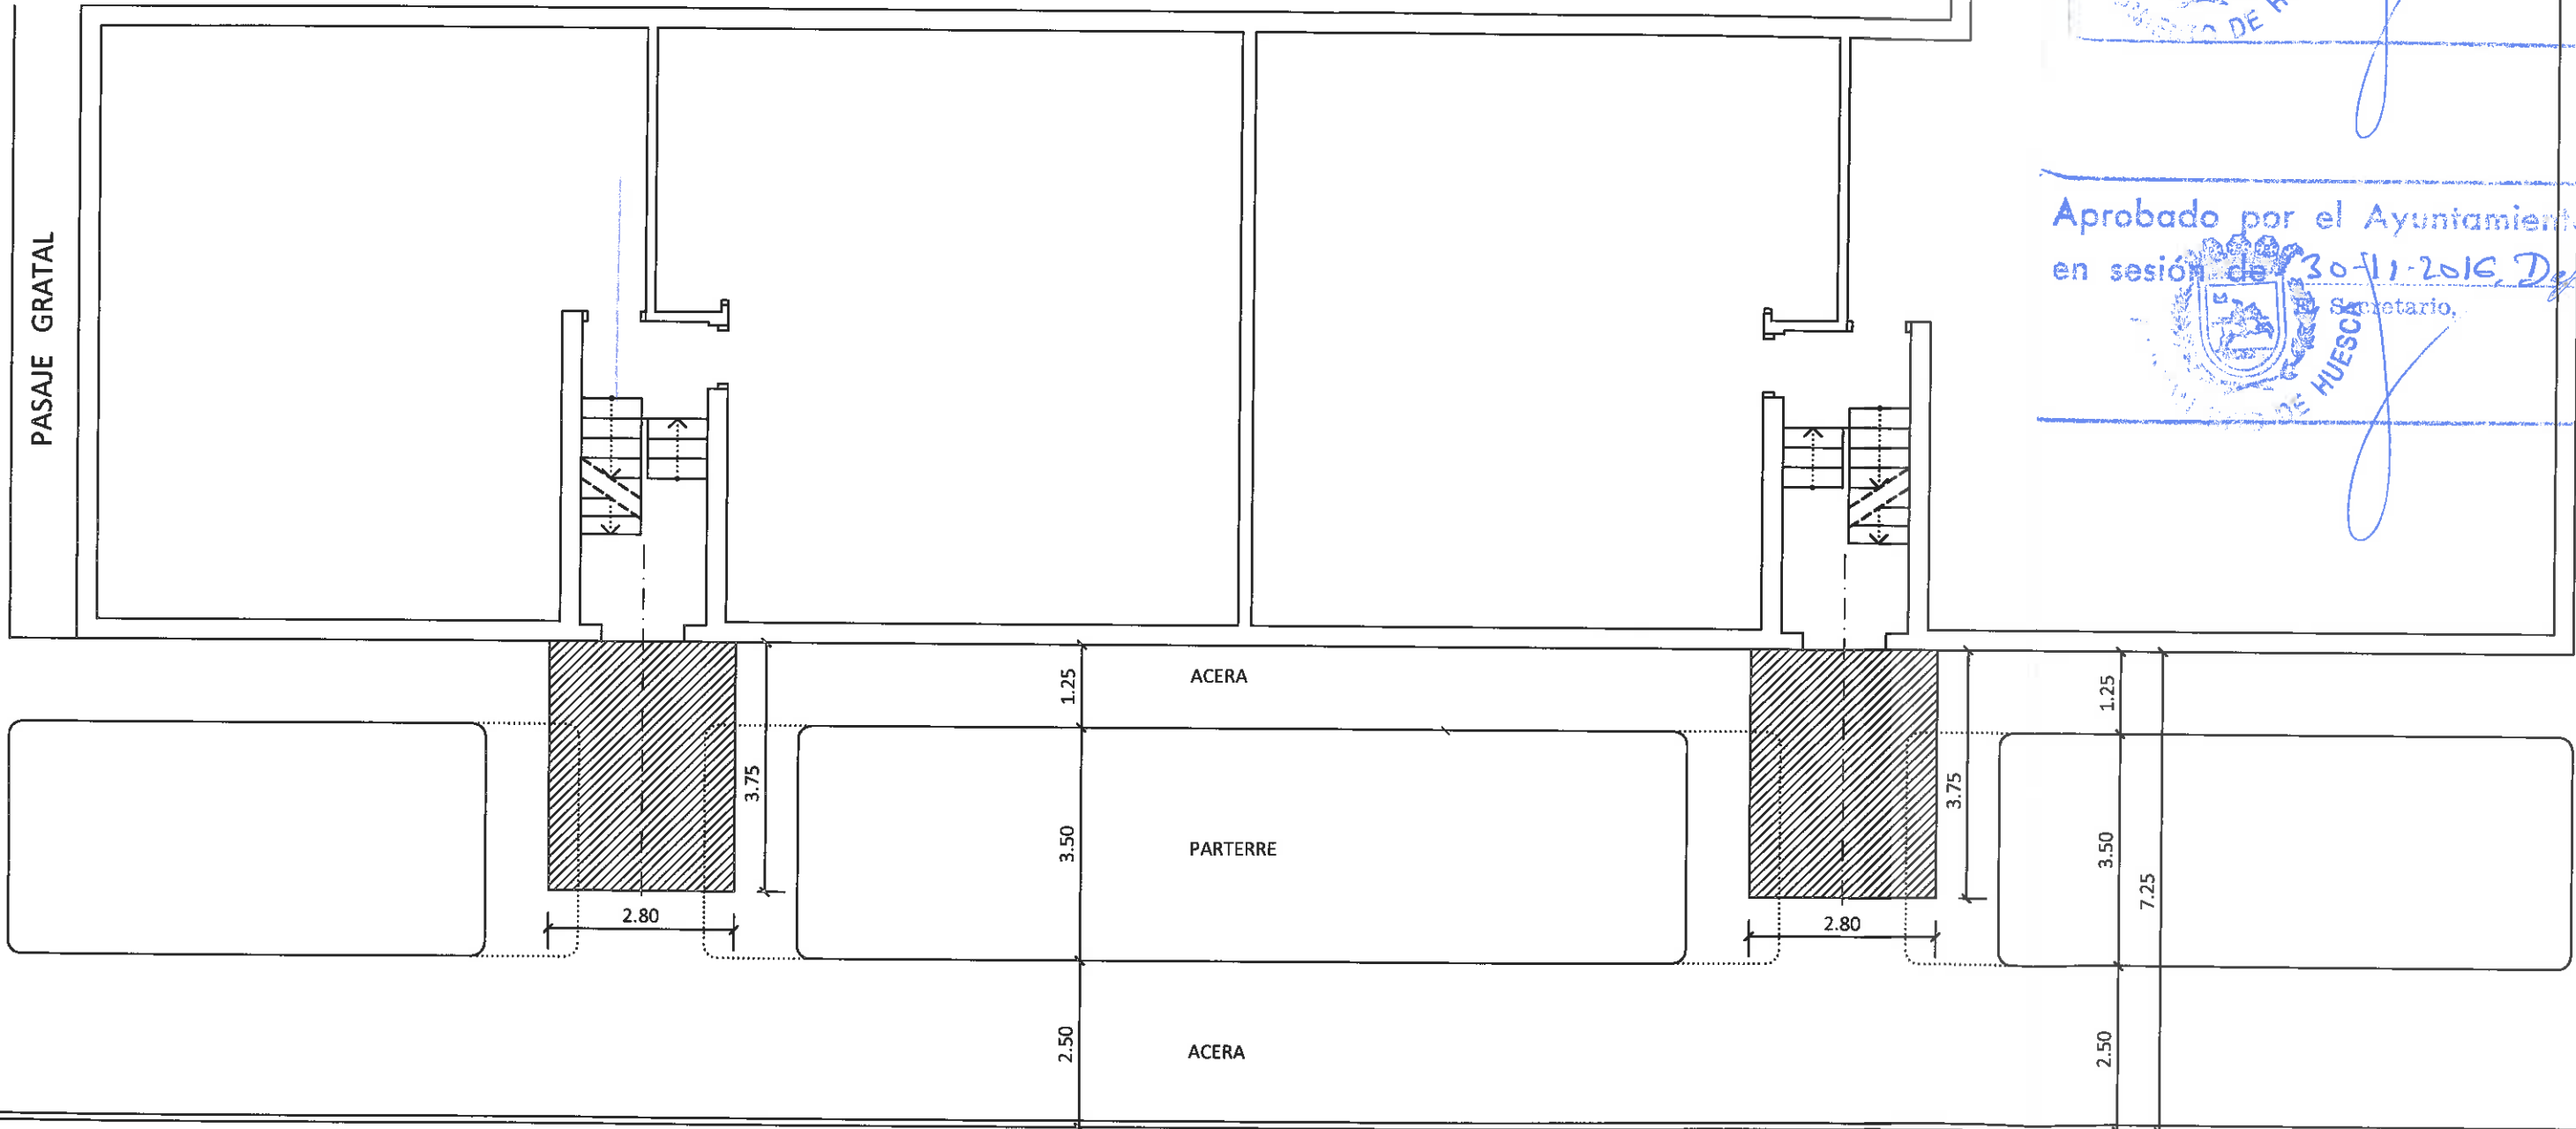 DE
Aprobado por el Ayuntamient
en sesión de 30-11-2016,
Secretario,
DE HUESCA
PASAJE GRATAL
1.25
ACERA
1.25
3.75
3.75
3.50
PARTERRE
3.50
7.25
2.80
2.80
2.50
ACERA
2.50